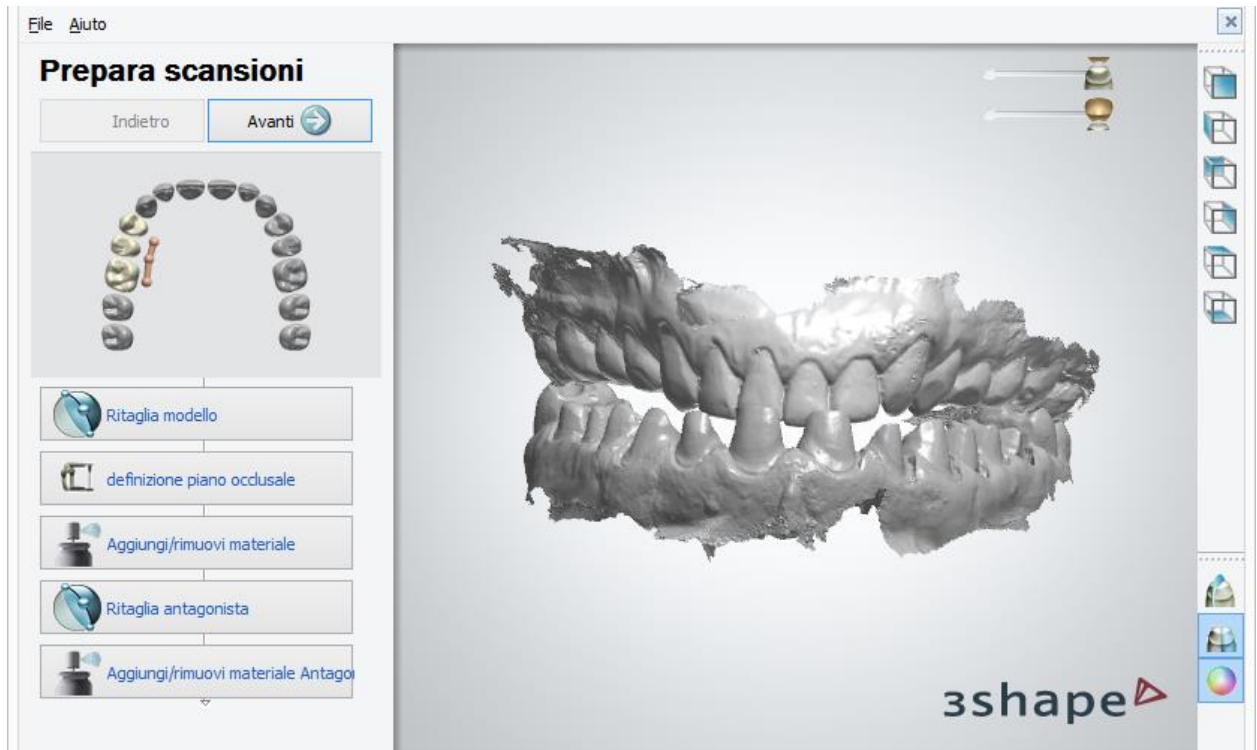 File Aiuto
Prepara scansioni
Indietro Avanti
Ritaglia modello
definizione piano occlusale
Aggiungi/rimuovi materiale
Ritaglia antagonista
Aggiungi/rimuovi materiale Antago
3shape